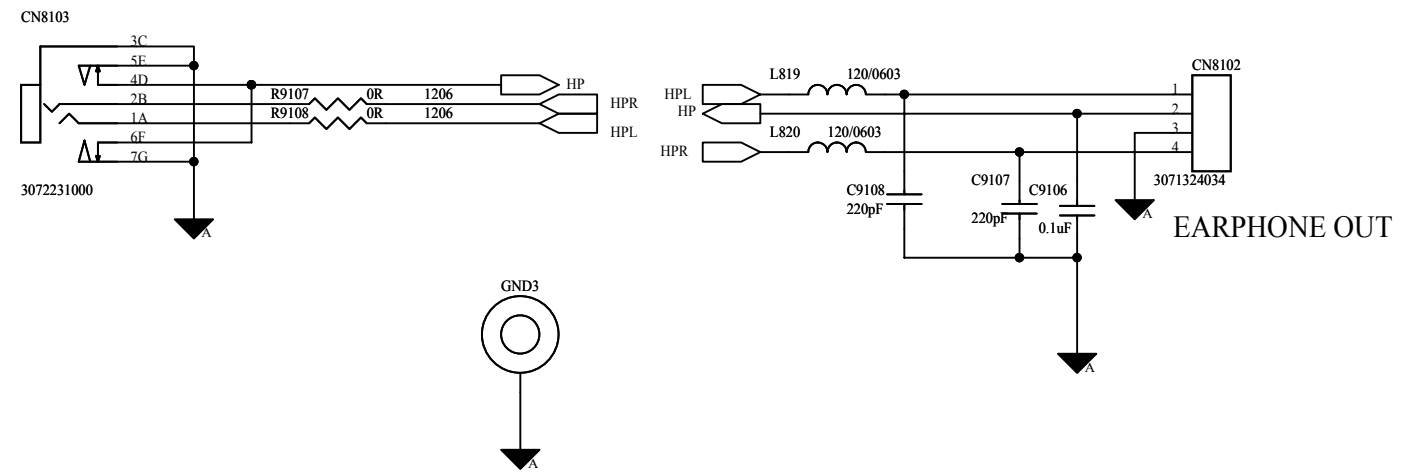 CN8103
3C
5E
4D
2B
1A
6F
7G
3072231000
A
R9107 0R 1206
R9108 0R 1206
HP
HPR
HPL
GND3
A
HPL
HP
HPR
L819 120/0603
L820 120/0603
C9108
220pF
C9107
220pF
C9106
0.1uF
A
CN8102
1
2
3
4
3071324034
A
EARPHONE OUT